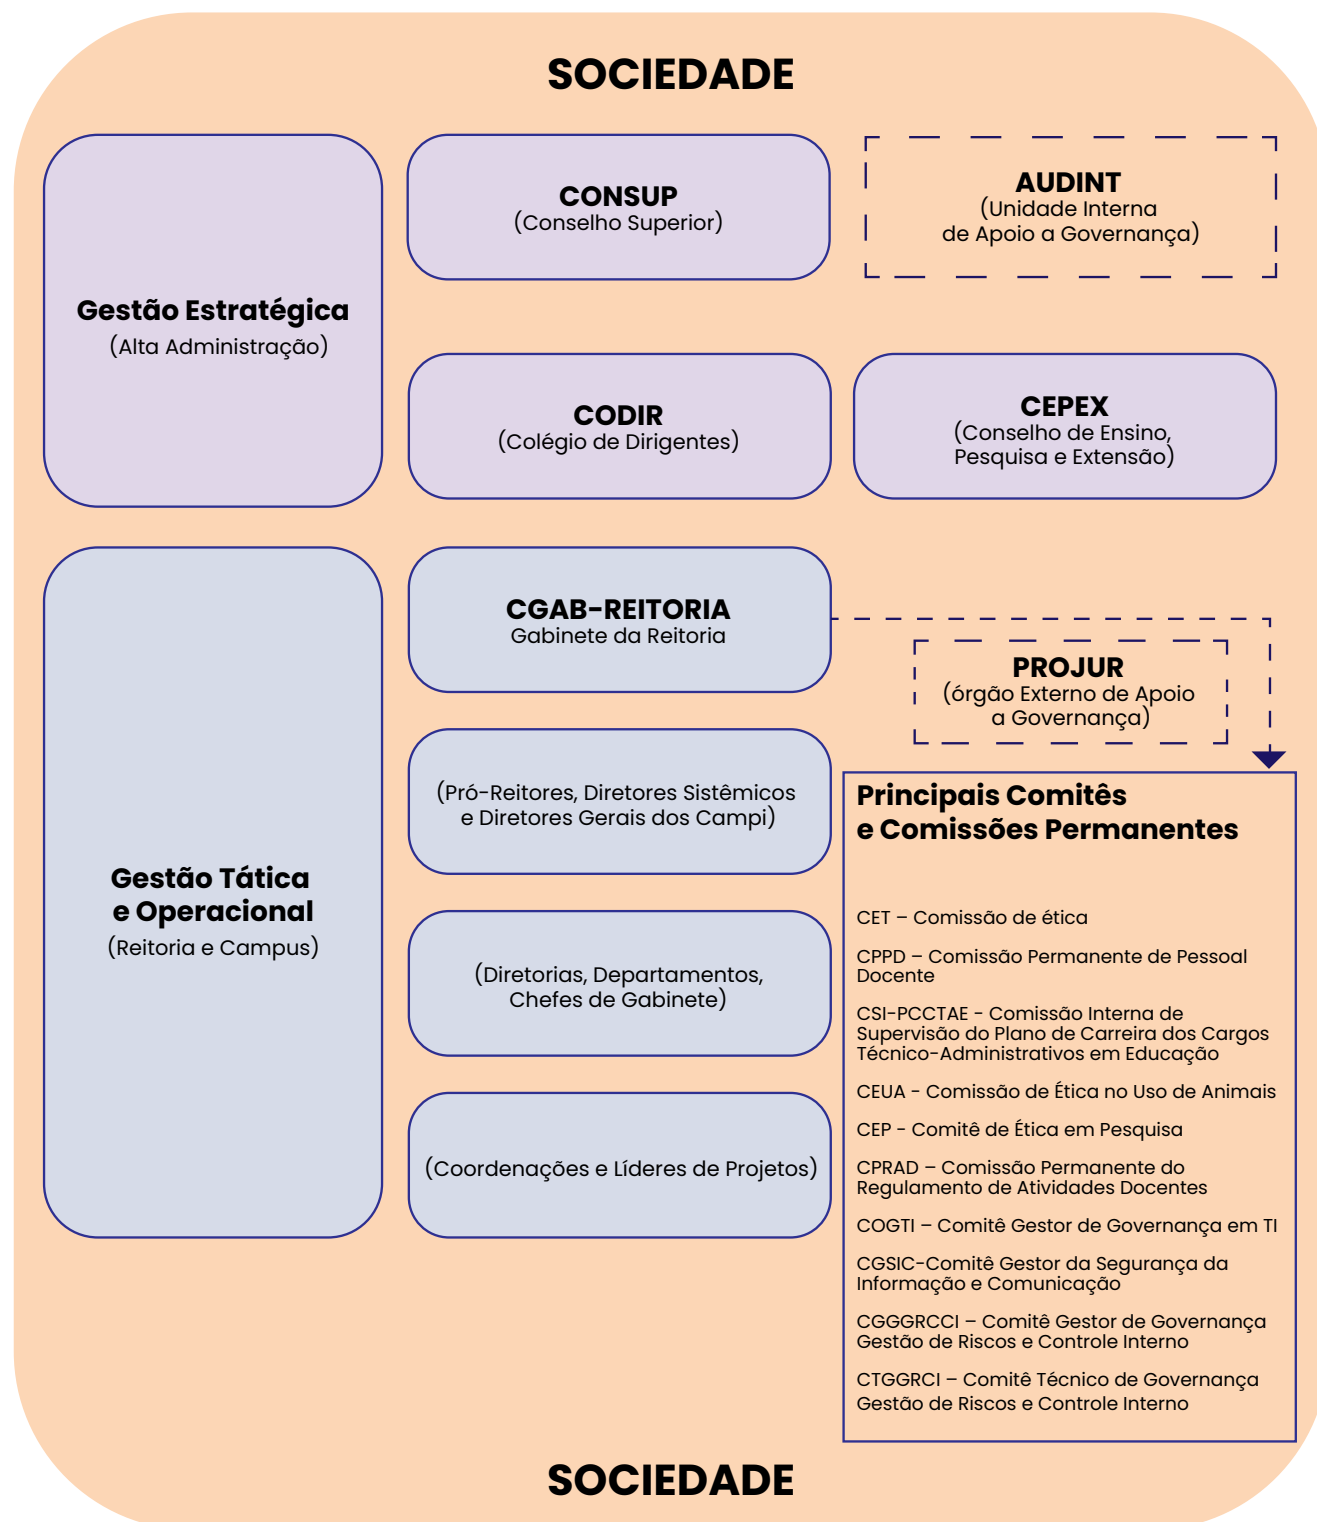 SOCIEDADE
Gestão Estratégica
(Alta Administração)
CONSUP
(Conselho Superior)
AUDINT
(Unidade Interna
de Apoio a Governança)
CODIR
(Colégio de Dirigentes)
CEPEX
(Conselho de Ensino,
Pesquisa e Extensão)
Gestão Tática
e Operacional
(Reitoria e Campus)
CGAB-REITORIA
Gabinete da Reitoria
PROJUR
(órgão Externo de Apoio
a Governança)
(Pró-Reitores, Diretores Sistêmicos
e Diretores Gerais dos Campi)
(Diretorias, Departamentos,
Chefes de Gabinete)
(Coordenações e Líderes de Projetos)
Principais Comitês
e Comissões Permanentes
CET – Comissão de ética
CPPD – Comissão Permanente de Pessoal
Docente
CSI-PCCTAE - Comissão Interna de
Supervisão do Plano de Carreira dos Cargos
Técnico-Administrativos em Educação
CEUA - Comissão de Ética no Uso de Animais
CEP - Comitê de Ética em Pesquisa
CPRAD – Comissão Permanente do
Regulamento de Atividades Docentes
COGTI – Comitê Gestor de Governança em TI
CGSIC-Comitê Gestor da Segurança da
Informação e Comunicação
CGGGRCCI – Comitê Gestor de Governança
Gestão de Riscos e Controle Interno
CTGGRCI – Comitê Técnico de Governança
Gestão de Riscos e Controle Interno
SOCIEDADE